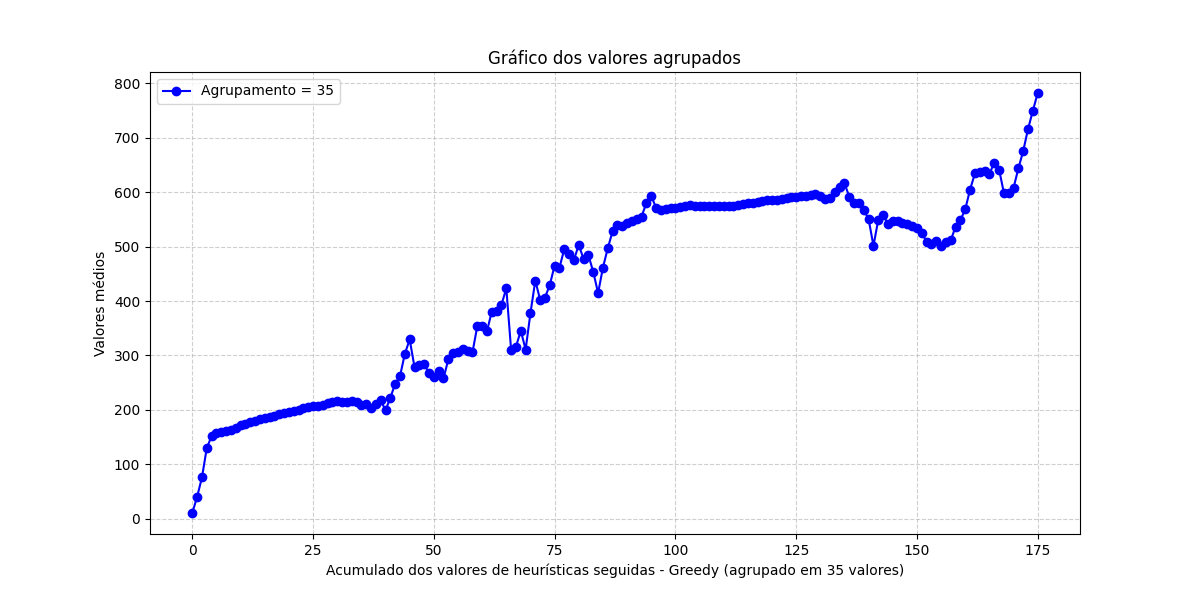 Gráfico dos valores agrupados
Agrupamento = 35
Valores médios
800
700
600
500
400
300
200
100
0
0 25 50 75 100 125 150 175
Acumulado dos valores de heurísticas seguidas - Greedy (agrupado em 35 valores)